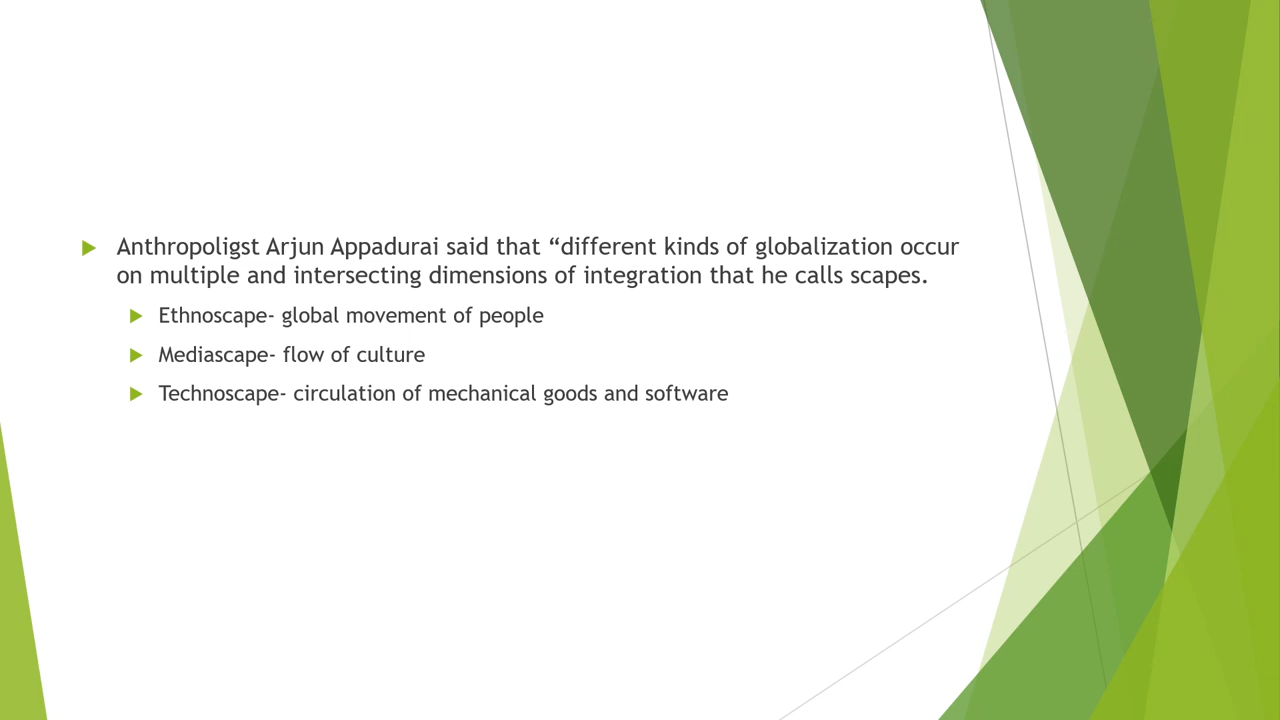 Anthropoligst Arjun Appadurai said that “different kinds of globalization occur
on multiple and intersecting dimensions of integration that he calls scapes.
Ethnoscape- global movement of people
Mediascape- flow of culture
Technoscape- circulation of mechanical goods and software